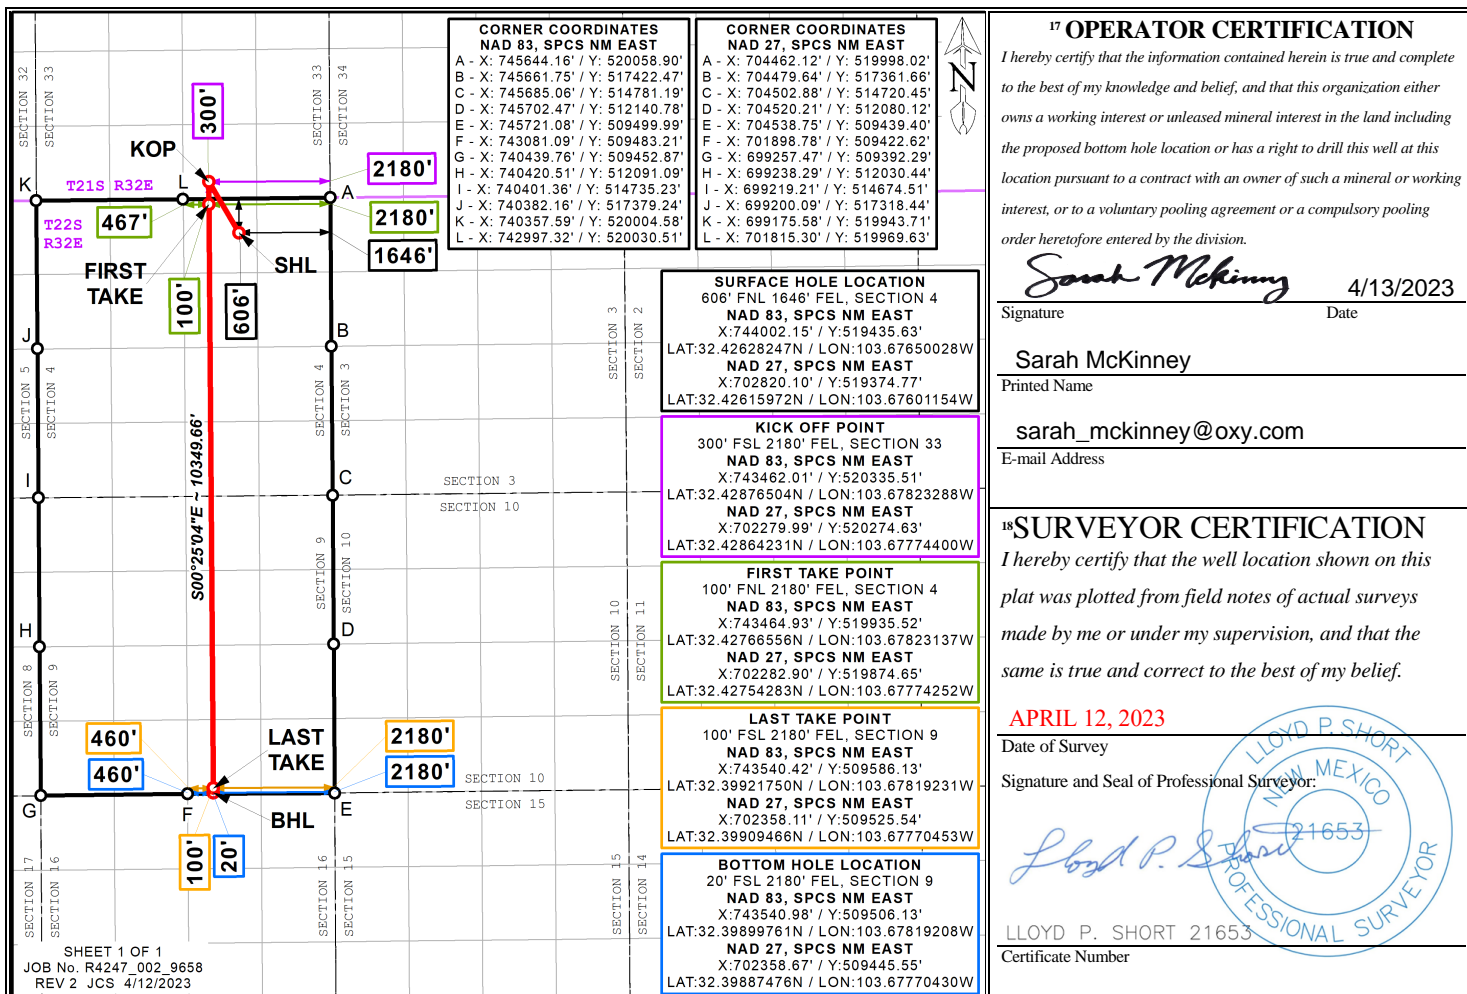 CORNER COORDINATES
NAD 83, SPCS NM EAST
A - X: 745644.16' / Y: 520058.90'
B - X: 745661.75' / Y: 517422.47'
C - X: 745685.06' / Y: 514781.19'
D - X: 745702.47' / Y: 512140.78'
E - X: 745721.08' / Y: 509499.99'
F - X: 743081.09' / Y: 509483.21'
G - X: 740439.76' / Y: 509452.87'
H - X: 740420.51' / Y: 512091.09'
I - X: 740401.36' / Y: 514735.23'
J - X: 740382.16' / Y: 517379.24'
K - X: 740357.59' / Y: 520004.58'
L - X: 742997.32' / Y: 520030.51'
CORNER COORDINATES
NAD 27, SPCS NM EAST
A - X: 704462.12' / Y: 519998.02'
B - X: 704479.64' / Y: 517361.66'
C - X: 704502.88' / Y: 514720.45'
D - X: 704520.21' / Y: 512080.12'
E - X: 704538.75' / Y: 509439.40'
F - X: 701898.78' / Y: 509422.62'
G - X: 699257.47' / Y: 509392.29'
H - X: 699238.29' / Y: 512030.44'
I - X: 699219.21' / Y: 514674.51'
J - X: 699200.09' / Y: 517318.44'
K - X: 699175.58' / Y: 519943.71'
L - X: 701815.30' / Y: 519969.63'
N
SECTION 32
SECTION 33
SECTION 33
SECTION 34
300'
KOP
2180'
K
T21S R32E
L
A
467'
2180'
T22S
R32E
1646'
FIRST
TAKE
SHL
100'
606'
J
B
SECTION 5
SECTION 4
SECTION 4
SECTION 3
SECTION 3
SECTION 2
S00°25'04"E ~ 10349.66'
I
C
SECTION 3
SECTION 10
SECTION 9
SECTION 10
SECTION 10
SECTION 11
H
D
SECTION 8
SECTION 9
460'
LAST
TAKE
2180'
460'
2180'
SECTION 10
SECTION 15
G
F
E
BHL
100'
20'
SECTION 17
SECTION 16
SECTION 16
SECTION 15
SECTION 15
SECTION 14
SHEET 1 OF 1
JOB No. R4247_002_9658
REV 2 JCS 4/12/2023
SURFACE HOLE LOCATION
606' FNL 1646' FEL, SECTION 4
NAD 83, SPCS NM EAST
X:744002.15' / Y:519435.63'
LAT:32.42628247N / LON:103.67650028W
NAD 27, SPCS NM EAST
X:702820.10' / Y:519374.77'
LAT:32.42615972N / LON:103.67601154W
KICK OFF POINT
300' FSL 2180' FEL, SECTION 33
NAD 83, SPCS NM EAST
X:743462.01' / Y:520335.51'
LAT:32.42876504N / LON:103.67823288W
NAD 27, SPCS NM EAST
X:702279.99' / Y:520274.63'
LAT:32.42864231N / LON:103.67774400W
FIRST TAKE POINT
100' FNL 2180' FEL, SECTION 4
NAD 83, SPCS NM EAST
X:743464.93' / Y:519935.52'
LAT:32.42766556N / LON:103.67823137W
NAD 27, SPCS NM EAST
X:702282.90' / Y:519874.65'
LAT:32.42754283N / LON:103.67774252W
LAST TAKE POINT
100' FSL 2180' FEL, SECTION 9
NAD 83, SPCS NM EAST
X:743540.42' / Y:509586.13'
LAT:32.39921750N / LON:103.67819231W
NAD 27, SPCS NM EAST
X:702358.11' / Y:509525.54'
LAT:32.39909466N / LON:103.67770453W
BOTTOM HOLE LOCATION
20' FSL 2180' FEL, SECTION 9
NAD 83, SPCS NM EAST
X:743540.98' / Y:509506.13'
LAT:32.39899761N / LON:103.67819208W
NAD 27, SPCS NM EAST
X:702358.67' / Y:509445.55'
LAT:32.39887476N / LON:103.67770430W
17 OPERATOR CERTIFICATION
I hereby certify that the information contained herein is true and complete
to the best of my knowledge and belief, and that this organization either
owns a working interest or unleased mineral interest in the land including
the proposed bottom hole location or has a right to drill this well at this
location pursuant to a contract with an owner of such a mineral or working
interest, or to a voluntary pooling agreement or a compulsory pooling
order heretofore entered by the division.
Sarah McKinney 4/13/2023
Signature Date
Sarah McKinney
Printed Name
sarah_mckinney@oxy.com
E-mail Address
18 SURVEYOR CERTIFICATION
I hereby certify that the well location shown on this
plat was plotted from field notes of actual surveys
made by me or under my supervision, and that the
same is true and correct to the best of my belief.
APRIL 12, 2023
Date of Survey
Signature and Seal of Professional Surveyor:
Lloyd P. Short
LLOYD P. SHORT
NEW MEXICO
21653
PROFESSIONAL SURVEYOR
LLOYD P. SHORT 21653
Certificate Number